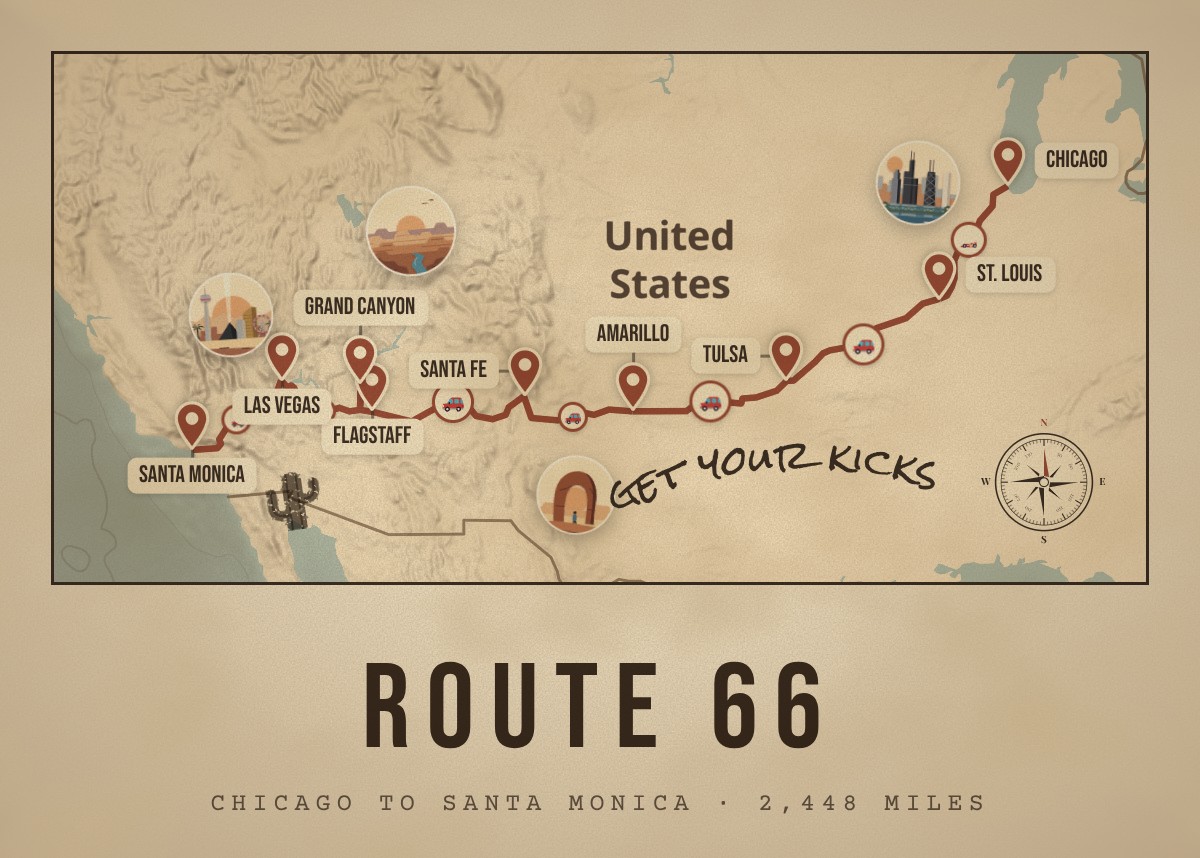 CHICAGO
United
States
ST. LOUIS
GRAND CANYON
AMARILLO
TULSA
SANTA FE
LAS VEGAS
FLAGSTAFF
SANTA MONICA
GET YOUR KICKS
N
W
E
S
ROUTE 66
CHICAGO TO SANTA MONICA · 2,448 MILES